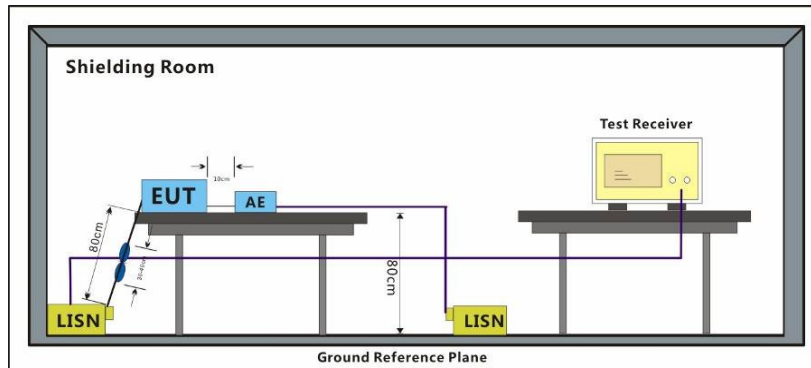 Shielding Room
Test Receiver
10cm
EUT
AE
80cm
80cm
LISN
LISN
Ground Reference Plane